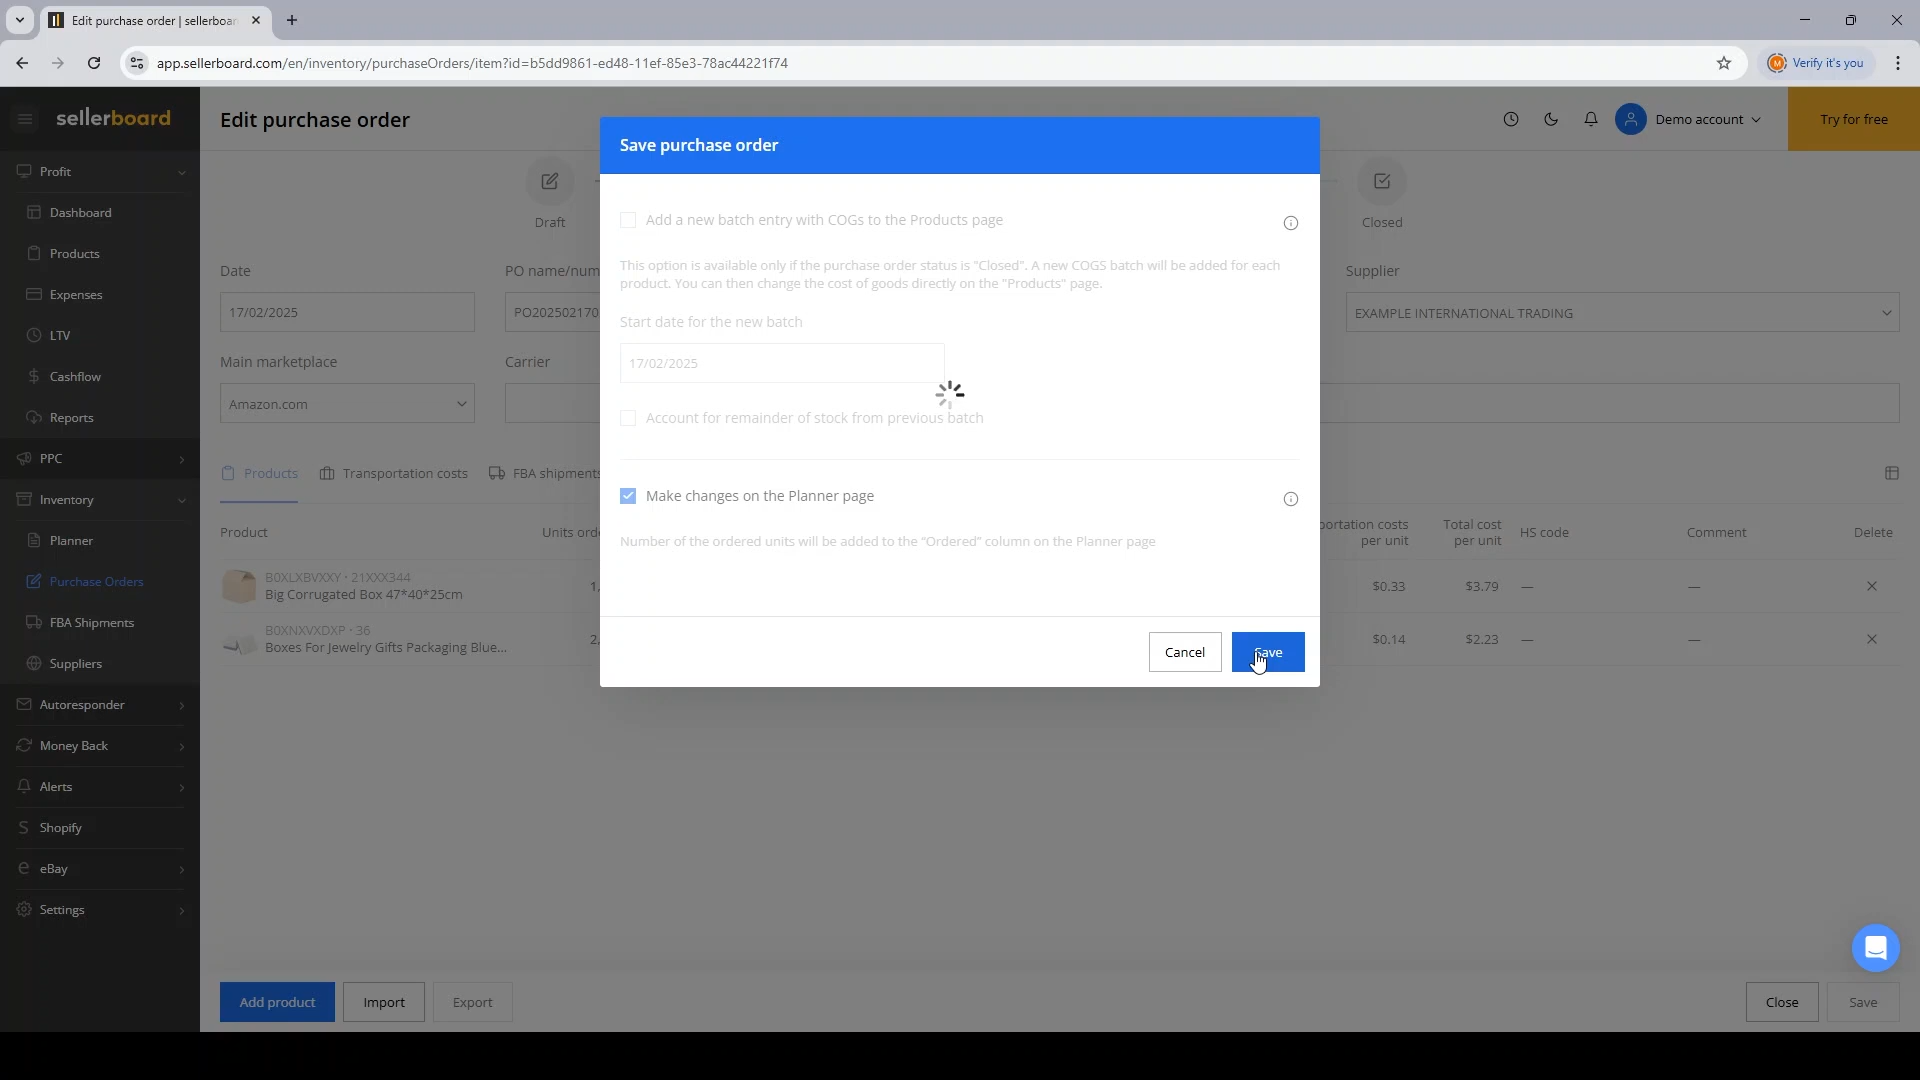 Edit purchase order | sellerboar
app.sellerboard.com/en/inventory/purchaseOrders/item?id=b5dd9861-ed48-11ef-85e3-78ac44221f74
Verify it's you
sellerboard
Edit purchase order
Demo account
Try for free
Profit
Dashboard
Products
Expenses
LTV
Cashflow
Reports
PPC
Inventory
Planner
Purchase Orders
FBA Shipments
Suppliers
Autoresponder
Money Back
Alerts
Shopify
eBay
Settings
Draft
Closed
Date
PO name/num
Supplier
17/02/2025
PO202502170
EXAMPLE INTERNATIONAL TRADING
Main marketplace
Carrier
Amazon.com
Products
Transportation costs
FBA shipments
Product
Units orde
portation costs
per unit
Total cost
per unit
HS code
Comment
Delete
B0XLXBVXXY • 21XXX344
Big Corrugated Box 47*40*25cm
1,
$0.33
$3.79
—
—
B0XNXVXDXP • 36
Boxes For Jewelry Gifts Packaging Blue...
2,
$0.14
$2.23
—
—
Save purchase order
Add a new batch entry with COGs to the Products page
This option is available only if the purchase order status is "Closed". A new COGS batch will be added for each
product. You can then change the cost of goods directly on the "Products" page.
Start date for the new batch
17/02/2025
Account for remainder of stock from previous batch
Make changes on the Planner page
Number of the ordered units will be added to the "Ordered" column on the Planner page
Cancel
Save
Add product
Import
Export
Close
Save